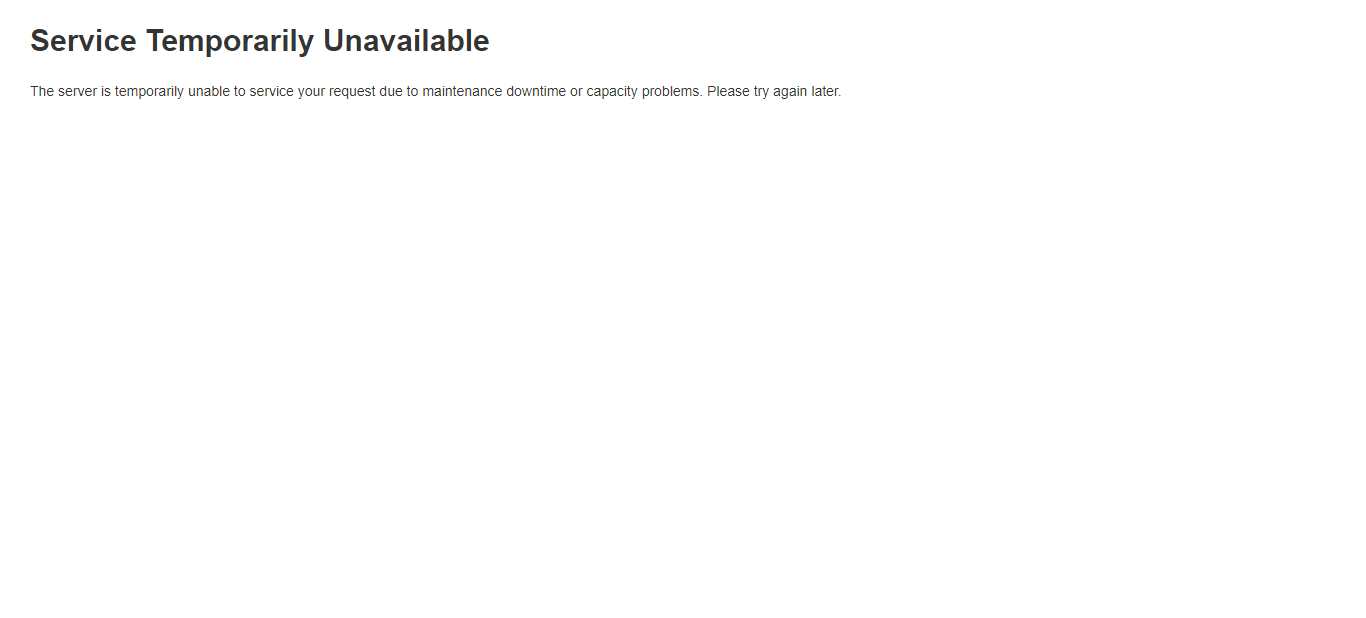 Service Temporarily Unavailable
The server is temporarily unable to service your request due to maintenance downtime or capacity problems. Please try again later.